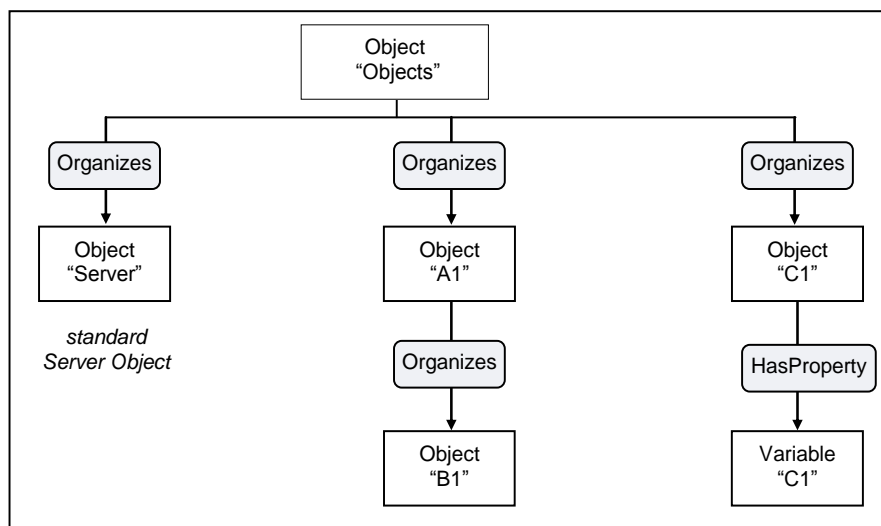 Object
“Objects”
Organizes
Organizes
Organizes
Object
“Server”
Object
“A1”
Object
“C1”
standard
Server Object
Organizes
HasProperty
Object
“B1”
Variable
“C1”